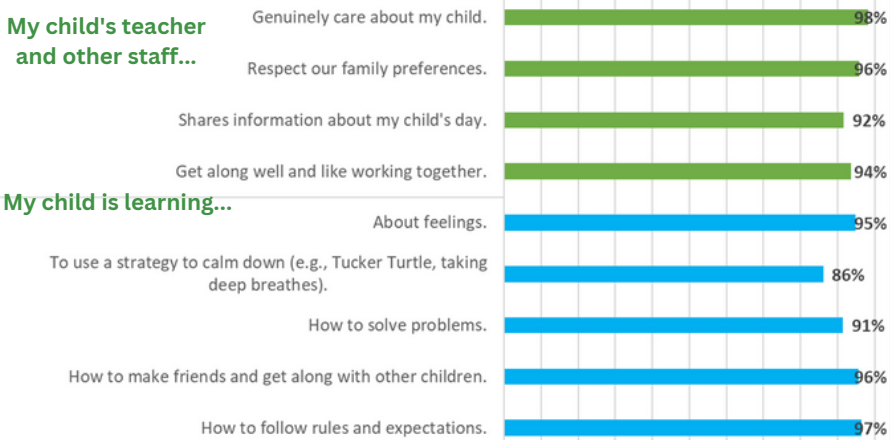 My child's teacher
and other staff...
Genuinely care about my child.
98%
Respect our family preferences.
96%
Shares information about my child's day.
92%
Get along well and like working together.
94%
My child is learning...
About feelings.
95%
To use a strategy to calm down (e.g., Tucker Turtle, taking
deep breathes).
86%
How to solve problems.
91%
How to make friends and get along with other children.
96%
How to follow rules and expectations.
97%